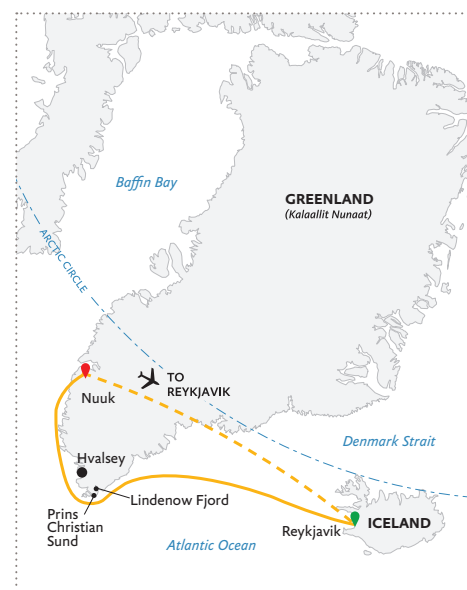 Baffin Bay
GREENLAND
(Kalaallit Nunaat)
ARCTIC CIRCLE
TO
REYKJAVIK
Nuuk
Denmark Strait
Hvalsey
Lindenow Fjord
Prins
Christian
Sund
Reykjavik
ICELAND
Atlantic Ocean